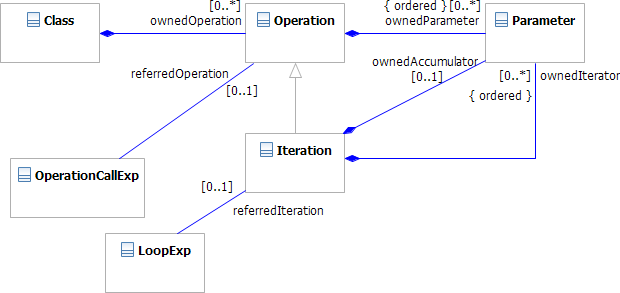 [0..*]
{ ordered } [0..*]
Class
ownedOperation
Operation
ownedParameter
Parameter
referredOperation
ownedAccumulator
[0..1]
[0..1]
[0..*]
ownedIterator
{ ordered }
Iteration
OperationCallExp
[0..1]
referredIteration
LoopExp